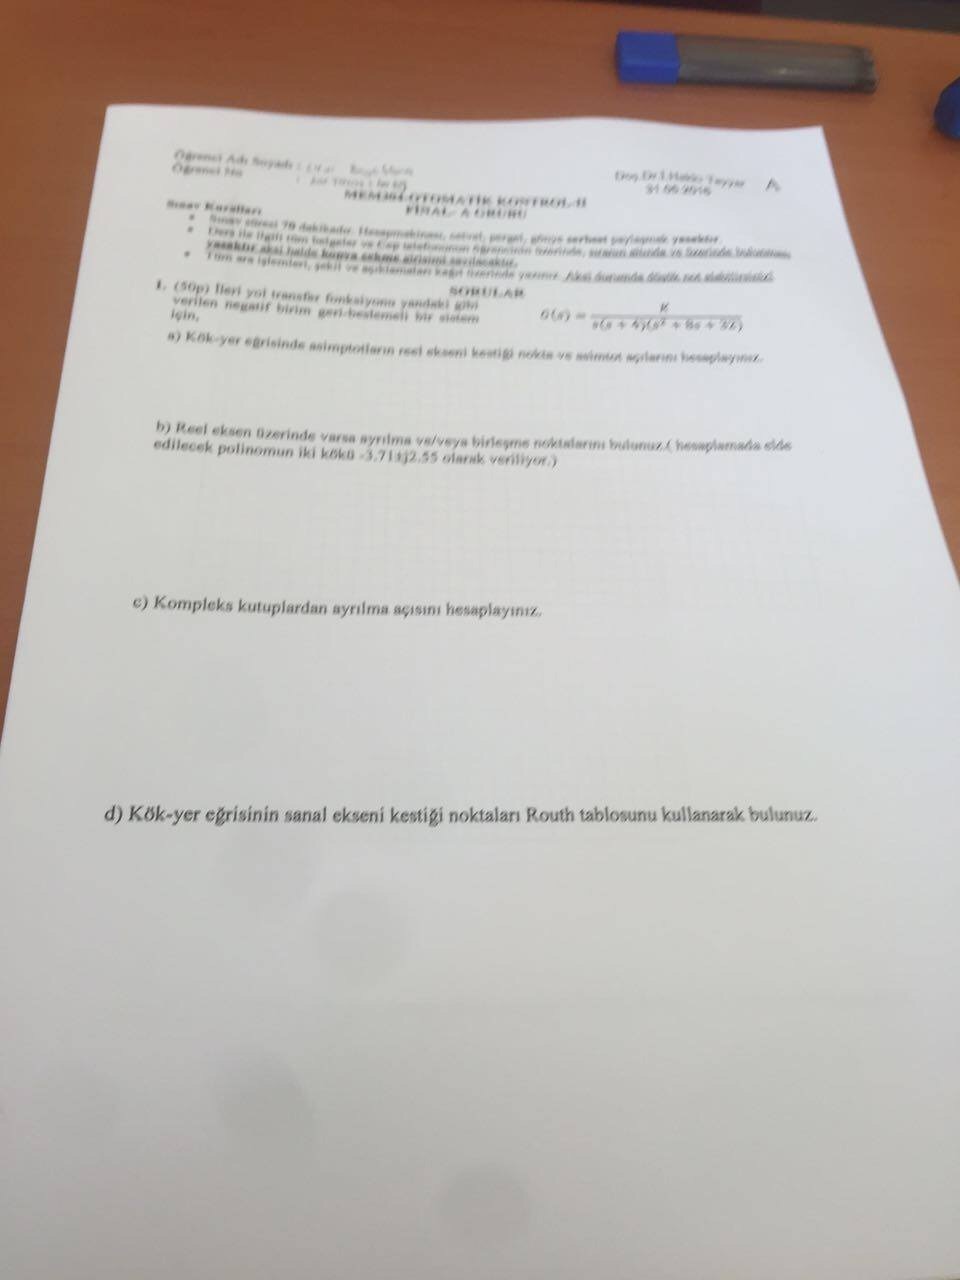 Öğrenci Adı Soyadı :
Öğrenci No :
Doç.Dr.İ.Hakkı
A
31.05.2016
MEM364 OTOMATİK KONTROL-II
FİNAL- A GRUBU
Sınav Kuralları
• Sınav süresi 70 dakikadır. Hesapmakinası, cetvel, pergel, gönye serbest paylaşmak yasaktır.
• Ders ile ilgili tüm belgeler ve Cep telefonunun öğrencinin üzerinde, sıranın altında ve üzerinde bulunması
yasaktır aksi halde kopya çekme girişimi sayılacaktır.
• Tüm ara işlemleri, şekil ve açıklamaları kağıt üzerinde yazınız. Aksi durumda düşük not alabilirsiniz!
SORULAR
1. (50p) İleri yol transfer fonksiyonu yandaki gibi
verilen negatif birim geri-beslemeli bir sistem
için,
G(s) = K / s(s + 4)(s² + 8s + 32)
a) Kök-yer eğrisinde asimptotların reel ekseni kestiği nokta ve asimtot açılarını hesaplayınız.
b) Reel eksen üzerinde varsa ayrılma ve/veya birleşme noktalarını bulunuz.( hesaplamada elde
edilecek polinomun iki kökü -3.71±j2.55 olarak veriliyor.)
c) Kompleks kutuplardan ayrılma açısını hesaplayınız.
d) Kök-yer eğrisinin sanal ekseni kestiği noktaları Routh tablosunu kullanarak bulunuz.